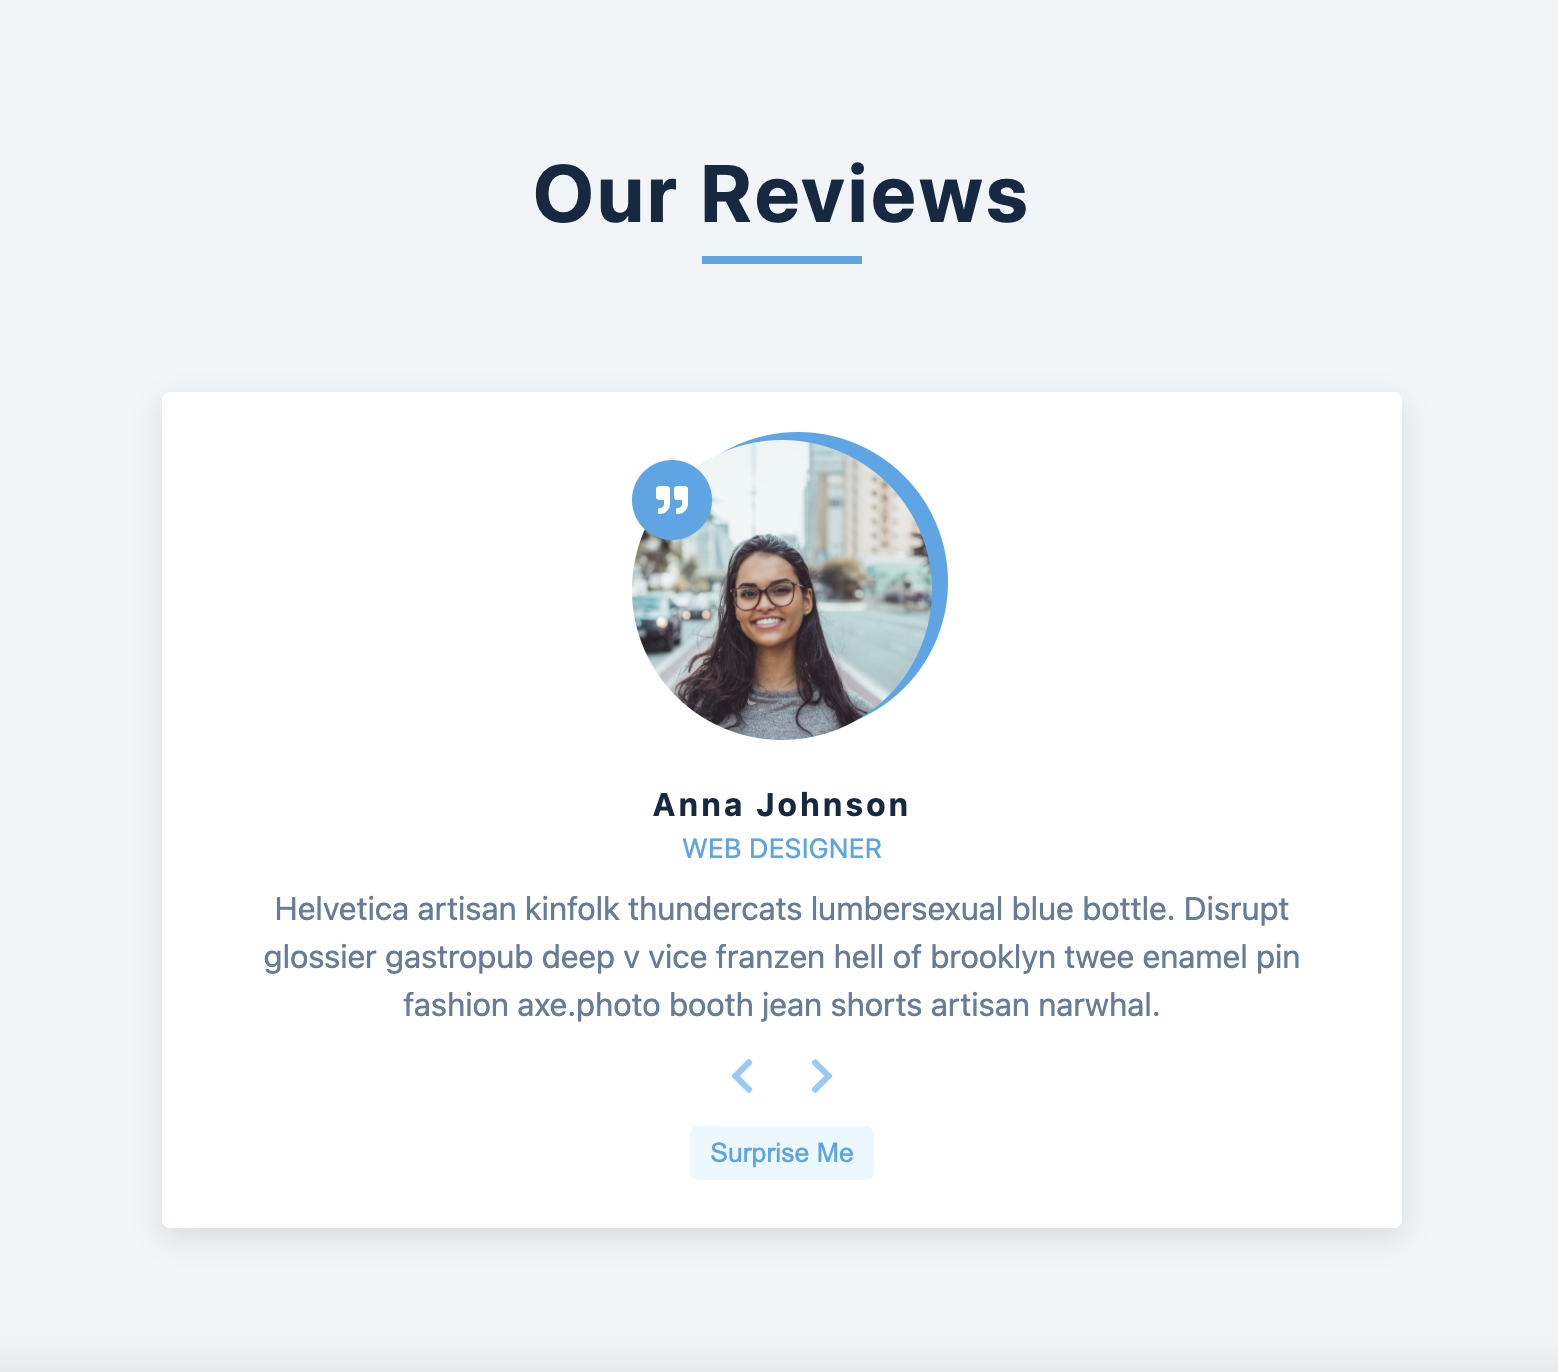 Our Reviews
Anna Johnson
WEB DESIGNER
Helvetica artisan kinfolk thundercats lumbersexual blue bottle. Disrupt
glossier gastropub deep v vice franzen hell of brooklyn twee enamel pin
fashion axe.photo booth jean shorts artisan narwhal.
Surprise Me